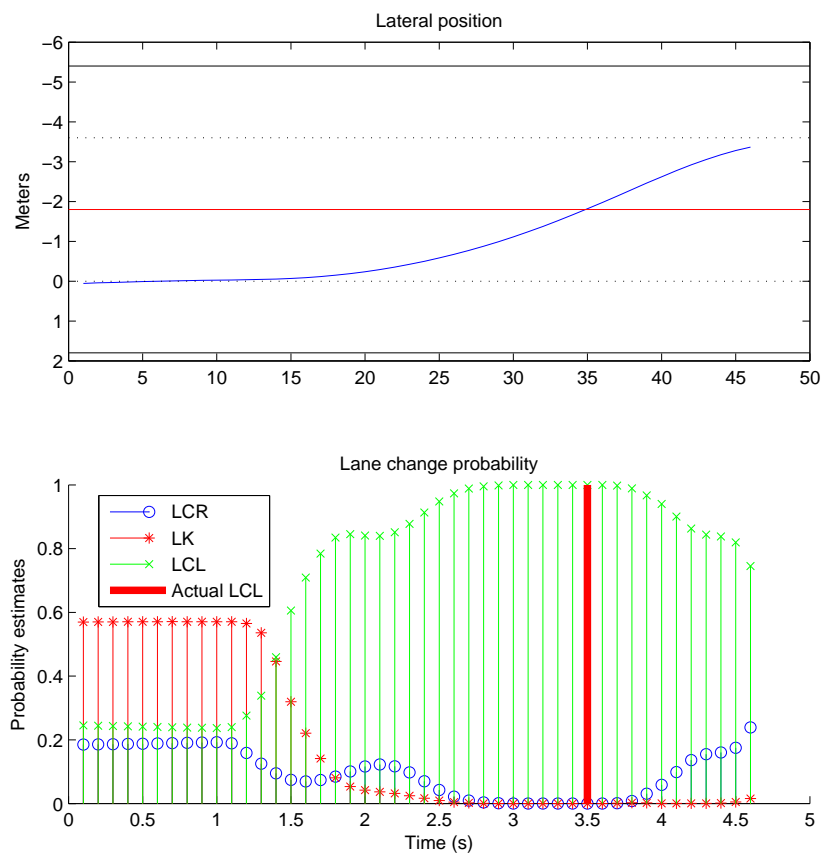 Lateral position
−6
−5
−4
−3
−2
−1
0
1
2
Meters
0 5 10 15 20 25 30 35 40 45 50
Lane change probability
1
0.8
0.6
0.4
0.2
0
Probability estimates
LCR
LK
LCL
Actual LCL
0 0.5 1 1.5 2 2.5 3 3.5 4 4.5 5
Time (s)